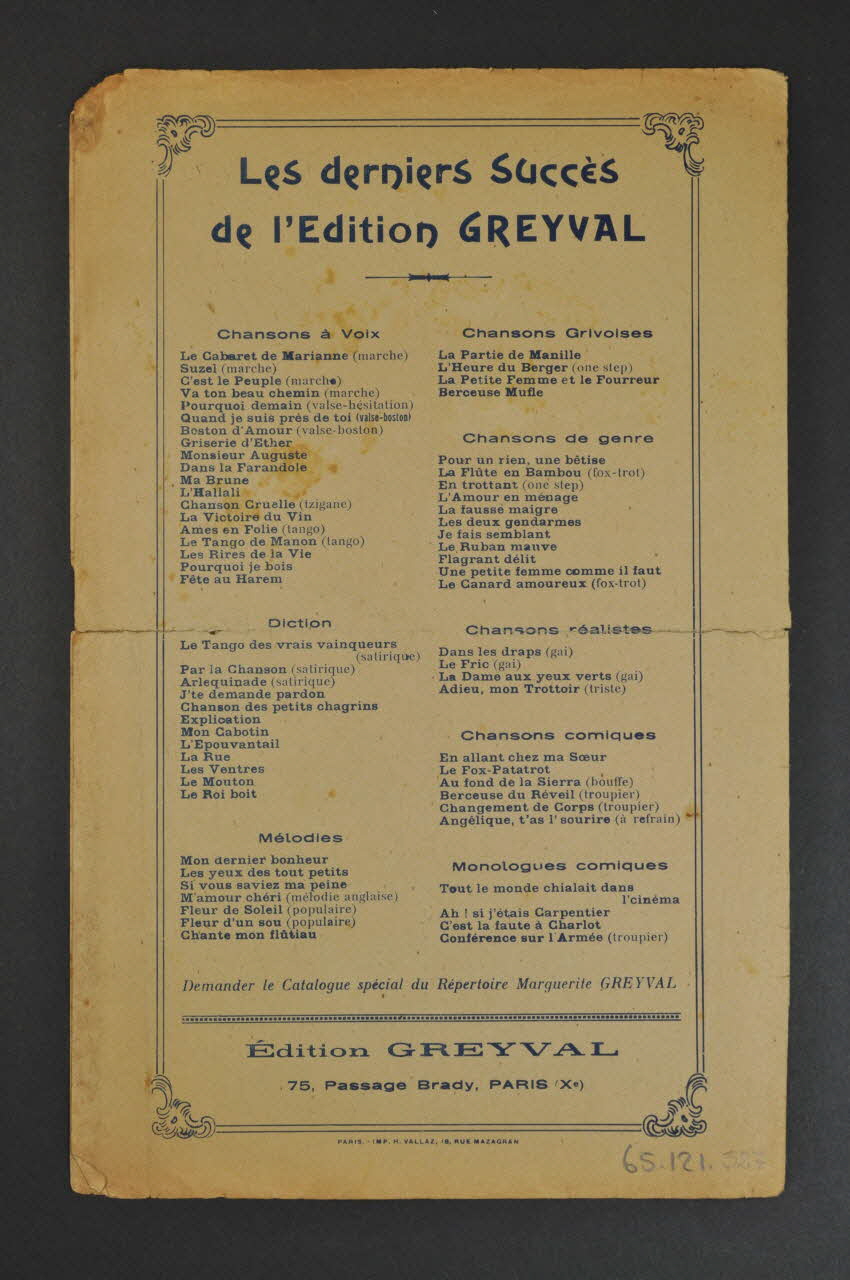 Les derniers Succès
de l'Edition GREYVAL
Chansons à Voix
Le Cabaret de Marianne (marche)
Suzel (marche)
C'est le Peuple (marche)
Va ton beau chemin (marche)
Pourquoi demain (valse-hésitation)
Quand je suis près de toi (valse-boston)
Boston d'Amour (valse-boston)
Griserie d'Ether
Monsieur Auguste
Dans la Farandole
Ma Brune
L'Hallali
Chanson Cruelle (tzigane)
La Victoire du Vin
Ames en Folie (tango)
Le Tango de Manon (tango)
Les Rires de la Vie
Pourquoi je bois
Fête au Harem
Diction
Le Tango des vrais vainqueurs
(satirique)
Par la Chanson (satirique)
Arlequinade (satirique)
J'te demande pardon
Chanson des petits chagrins
Explication
Mon Cabotin
L'Epouvantail
La Rue
Les Ventres
Le Mouton
Le Roi boit
Mélodies
Mon dernier bonheur
Les yeux des tout petits
Si vous saviez ma peine
M'amour chéri (mélodie anglaise)
Fleur de Soleil (populaire)
Fleur d'un sou (populaire)
Chante mon flûtiau
Chansons Grivoises
La Partie de Manille
L'Heure du Berger (one step)
La Petite Femme et le Fourreur
Berceuse Mufle
Chansons de genre
Pour un rien, une bêtise
La Flûte en Bambou (fox-trot)
En trottant (one step)
L'Amour en ménage
La fausse maigre
Les deux gendarmes
Je fais semblant
Le Ruban mauve
Flagrant délit
Une petite femme comme il faut
Le Canard amoureux (fox-trot)
Chansons réalistes
Dans les draps (gai)
Le Fric (gai)
La Dame aux yeux verts (gai)
Adieu, mon Trottoir (triste)
Chansons comiques
En allant chez ma Sœur
Le Fox-Patatrot
Au fond de la Sierra (bouffe)
Berceuse du Réveil (troupier)
Changement de Corps (troupier)
Angélique, t'as l'sourire (à refrain)
Monologues comiques
Tout le monde chialait dans
l'cinéma
Ah ! si j'étais Carpentier
C'est la faute à Charlot
Conférence sur l'Armée (troupier)
Demander le Catalogue spécial du Répertoire Marguerite GREYVAL
Édition GREYVAL
75, Passage Brady, PARIS (Xe)
PARIS. - IMP. H. VALLAZ, 18, RUE MAZAGRAN
65.121.